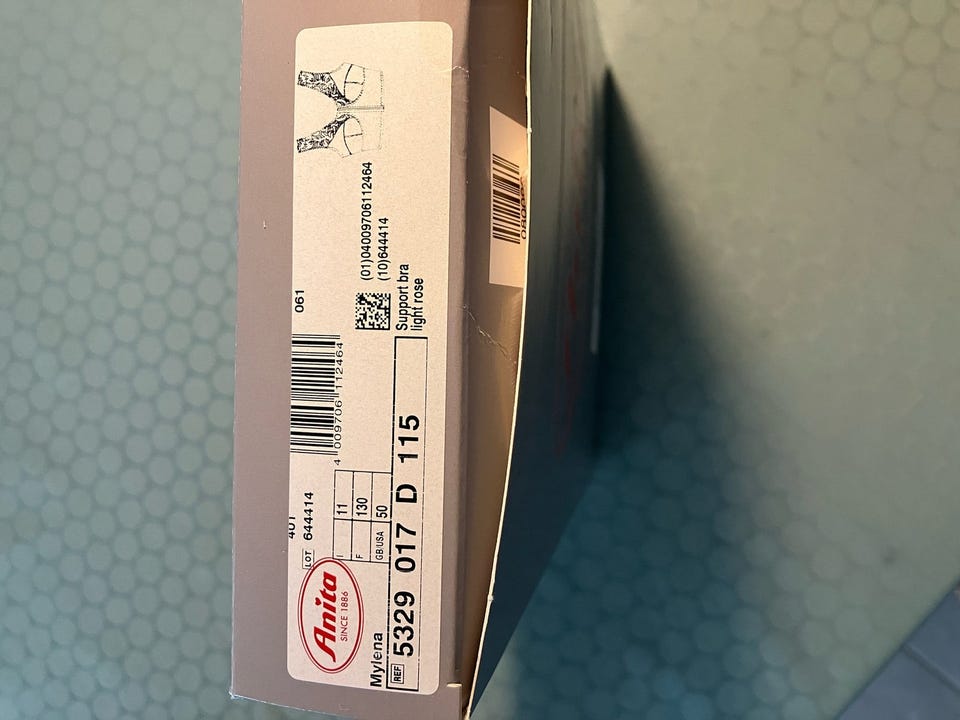 Anita
SINCE 1886
401
LOT 644414
061
I 11
F 130
GB/USA 50
4 009706 112464
(01)04009706112464
(10)644414
Mylena
Support bra
light rose
REF 5329 017 D 115